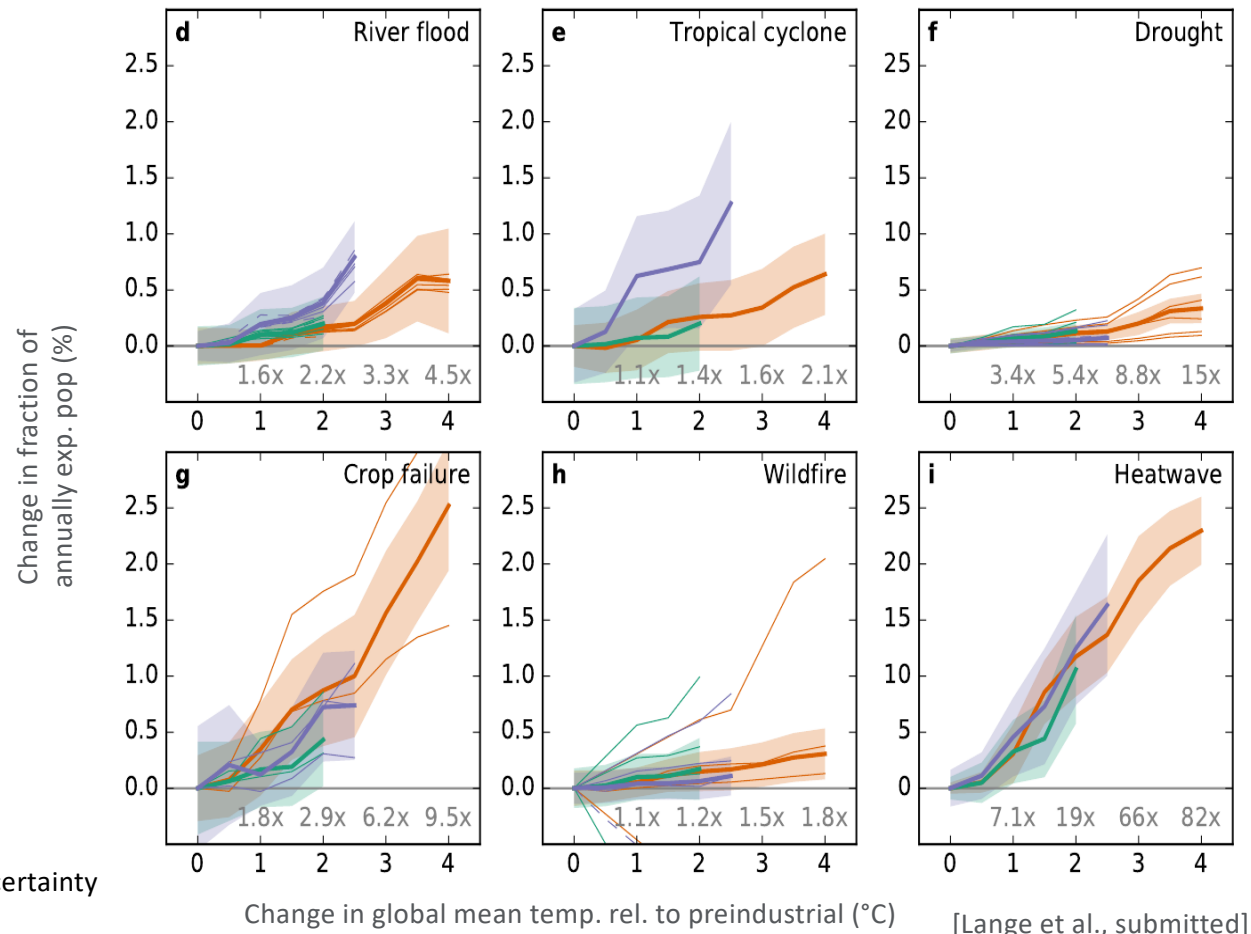 d River flood
e Tropical cyclone
f Drought
2.5 2.5 25
2.0 2.0 20
1.5 1.5 15
1.0 1.0 10
0.5 0.5 5
0.0 0.0 0
1.6x 2.2x 3.3x 4.5x
1.1x 1.4x 1.6x 2.1x
3.4x 5.4x 8.8x 15x
0 1 2 3 4
0 1 2 3 4
0 1 2 3 4
Change in fraction of
annually exp. pop (%)
g Crop failure
h Wildfire
i Heatwave
2.5 2.5 25
2.0 2.0 20
1.5 1.5 15
1.0 1.0 10
0.5 0.5 5
0.0 0.0 0
1.8x 2.9x 6.2x 9.5x
1.1x 1.2x 1.5x 1.8x
7.1x 19x 66x 82x
0 1 2 3 4
0 1 2 3 4
0 1 2 3 4
certainty
Change in global mean temp. rel. to preindustrial (°C)
[Lange et al., submitted]